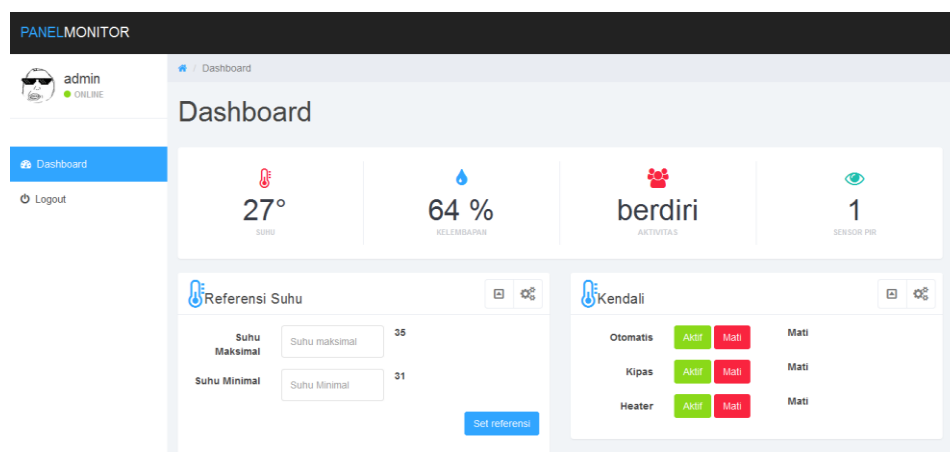 PANELMONITOR
admin
ONLINE
Dashboard
Logout
/ Dashboard
Dashboard
27°
SUHU
64 %
KELEMBAPAN
berdiri
AKTIVITAS
1
SENSOR PIR
Referensi Suhu
Suhu Maksimal
Suhu maksimal
35
Suhu Minimal
Suhu Minimal
31
Set referensi
Kendali
Otomatis Aktif Mati Mati
Kipas Aktif Mati Mati
Heater Aktif Mati Mati